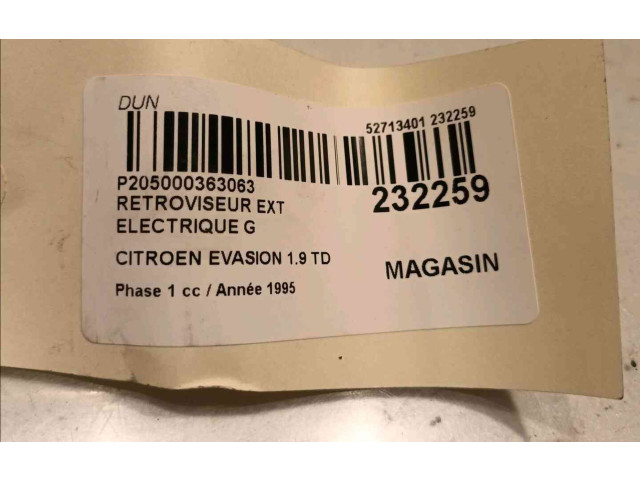 DUN
52713401 232259
P205000363063
232259
RETROVISEUR EXT
ELECTRIQUE G
CITROEN EVASION 1.9 TD
MAGASIN
Phase 1 cc / Année 1995